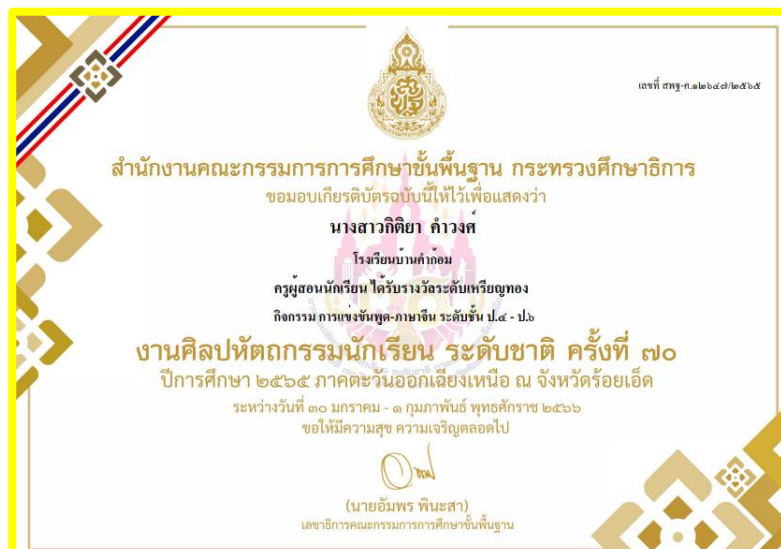 เลขที่ สพฐ-ก.๑๒๖๔๗/๒๕๖๕
สำนักงานคณะกรรมการการศึกษาขั้นพื้นฐาน กระทรวงศึกษาธิการ
ขอมอบเกียรติบัตรฉบับนี้ให้ไว้เพื่อแสดงว่า
นางสาวกิติยา คำวงศ์
โรงเรียนบ้านคำก้อม
ครูผู้สอนนักเรียน ได้รับรางวัลระดับเหรียญทอง
กิจกรรม การแข่งขันพูด-ภาษาจีน ระดับชั้น ป.๔ - ป.๖
งานศิลปหัตถกรรมนักเรียน ระดับชาติ ครั้งที่ ๗๐
ปีการศึกษา ๒๕๖๕ ภาคตะวันออกเฉียงเหนือ ณ จังหวัดร้อยเอ็ด
ระหว่างวันที่ ๓๐ มกราคม - ๑ กุมภาพันธ์ พุทธศักราช ๒๕๖๖
ขอให้มีความสุข ความเจริญตลอดไป
(นายอัมพร พินะสา)
เลขาธิการคณะกรรมการการศึกษาขั้นพื้นฐาน